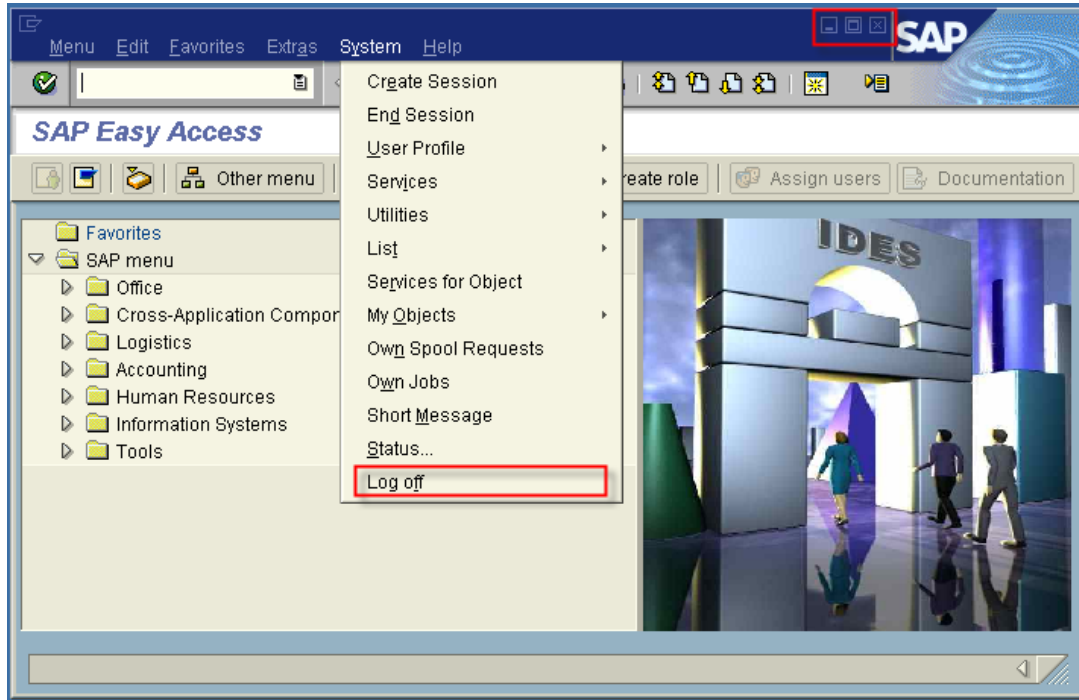 Menu Edit Favorites Extras System Help
SAP
SAP Easy Access
Other menu
reate role
Assign users
Documentation
Create Session
End Session
User Profile
Services
Utilities
List
Services for Object
My Objects
Own Spool Requests
Own Jobs
Short Message
Status...
Log off
Favorites
SAP menu
Office
Cross-Application Compor
Logistics
Accounting
Human Resources
Information Systems
Tools
IDES